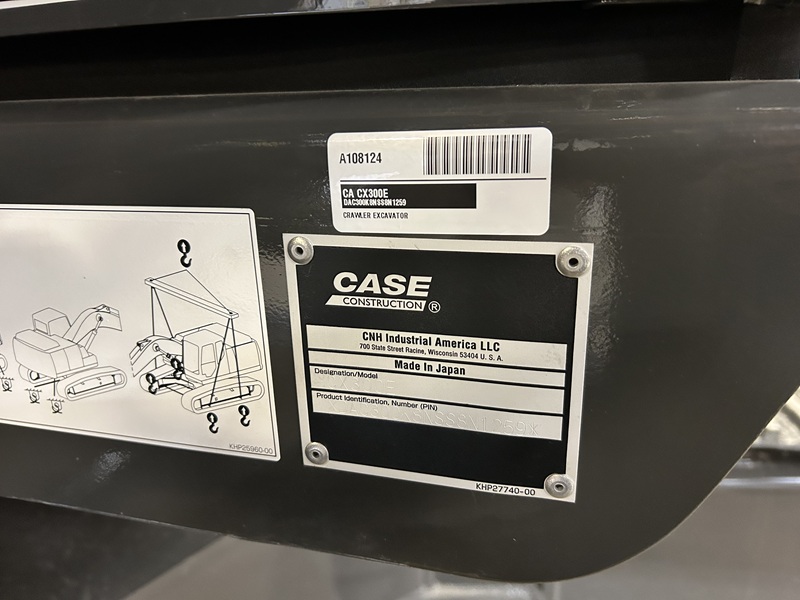 A108124
CA CX300E
DAC300K8NSS8N1259
CRAWLER EXCAVATOR
CASE
CONSTRUCTION ®
CNH Industrial America LLC
700 State Street Racine, Wisconsin 53404 U. S. A.
Made In Japan
Designation/Model
Product Identification, Number (PIN)
KHP27740-00
KHP25960-00